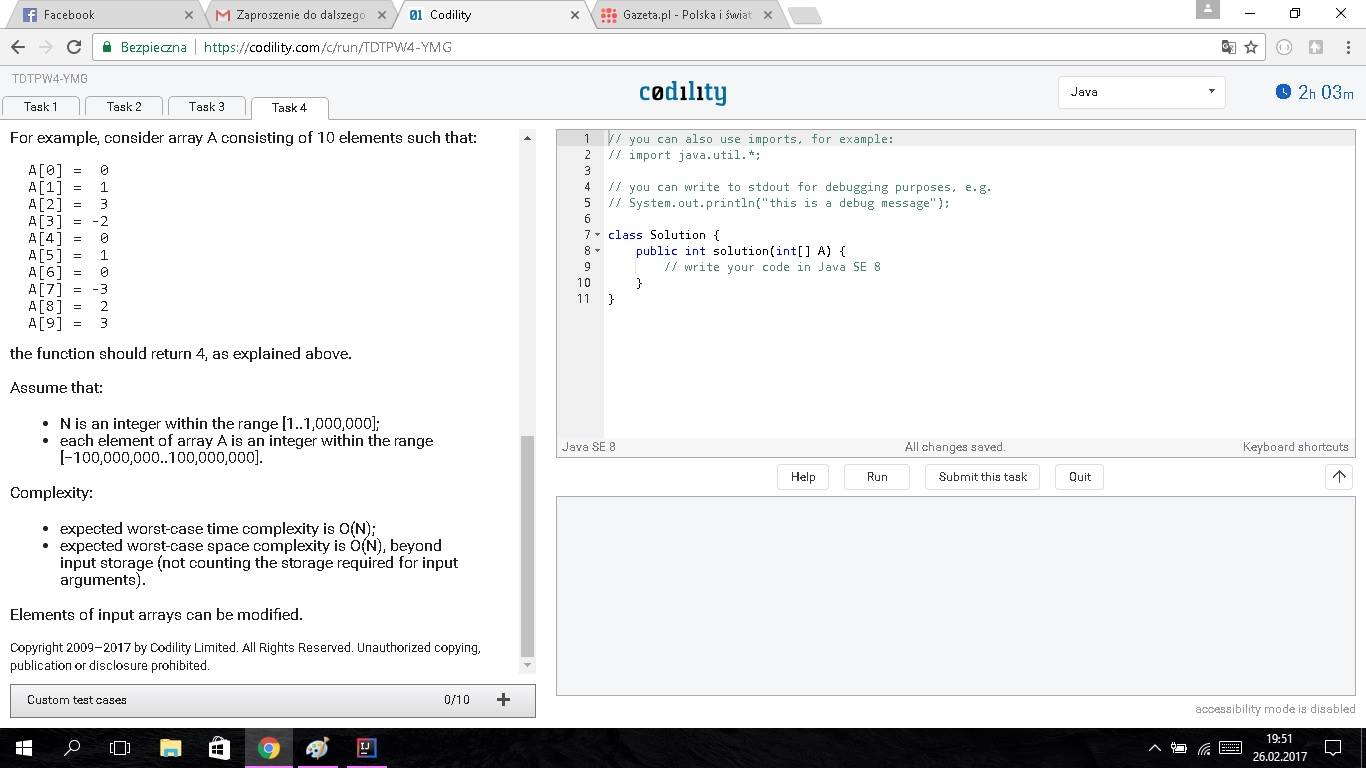 Facebook
Zaproszenie do dalszego
Codility
Gazeta.pl - Polska i świat
Bezpieczna
https://codility.com/c/run/TDTPW4-YMG
TDTPW4-YMG
Task 1
Task 2
Task 3
Task 4
codility
Java
2h 03m
For example, consider array A consisting of 10 elements such that:
A[0] = 0
A[1] = 1
A[2] = 3
A[3] = -2
A[4] = 0
A[5] = 1
A[6] = 0
A[7] = -3
A[8] = 2
A[9] = 3
the function should return 4, as explained above.
Assume that:
• N is an integer within the range [1..1,000,000];
• each element of array A is an integer within the range
[−100,000,000..100,000,000].
Complexity:
• expected worst-case time complexity is O(N);
• expected worst-case space complexity is O(N), beyond
input storage (not counting the storage required for input
arguments).
Elements of input arrays can be modified.
Copyright 2009–2017 by Codility Limited. All Rights Reserved. Unauthorized copying,
publication or disclosure prohibited.
Custom test cases
0/10
+
1 // you can also use imports, for example:
2 // import java.util.*;
3
4 // you can write to stdout for debugging purposes, e.g.
5 // System.out.println("this is a debug message");
6
7 class Solution {
8 public int solution(int[] A) {
9 // write your code in Java SE 8
10 }
11 }
Java SE 8
All changes saved.
Keyboard shortcuts
Help
Run
Submit this task
Quit
accessibility mode is disabled
19:51
26.02.2017